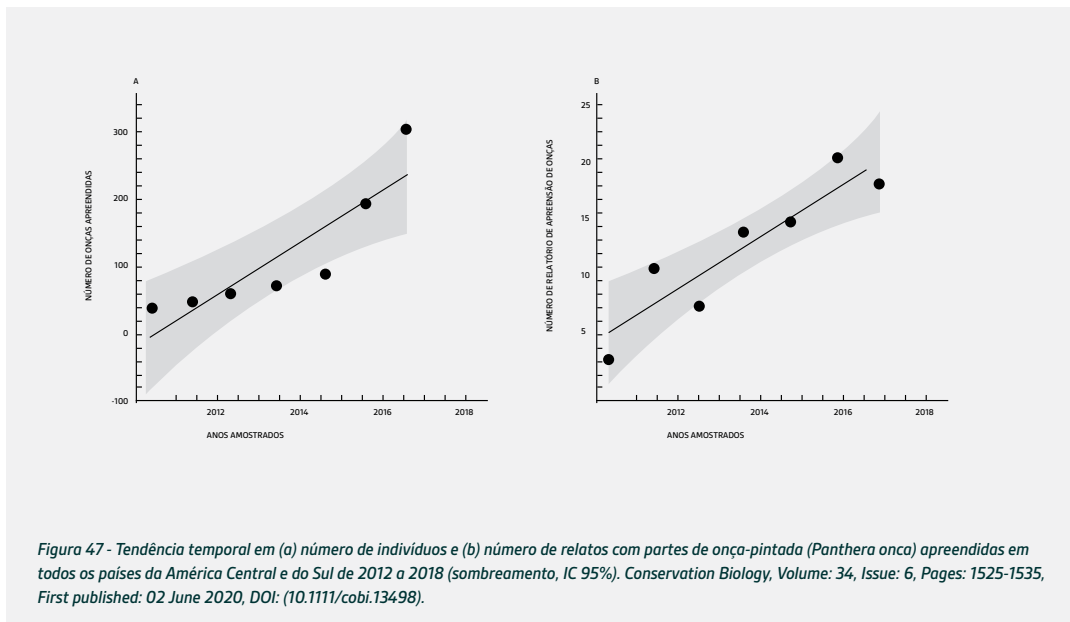 A
NÚMERO DE ONÇAS APREENDIDAS
300
200
100
0
-100
2012 2014 2016 2018
ANOS AMOSTRADOS
B
NÚMERO DE RELATÓRIO DE APREENSÃO DE ONÇAS
25
20
15
10
5
2012 2014 2016 2018
ANOS AMOSTRADOS
Figura 47 - Tendência temporal em (a) número de indivíduos e (b) número de relatos com partes de onça-pintada (Panthera onca) apreendidas em
todos os países da América Central e do Sul de 2012 a 2018 (sombreamento, IC 95%). Conservation Biology, Volume: 34, Issue: 6, Pages: 1525-1535,
First published: 02 June 2020, DOI: (10.1111/cobi.13498).